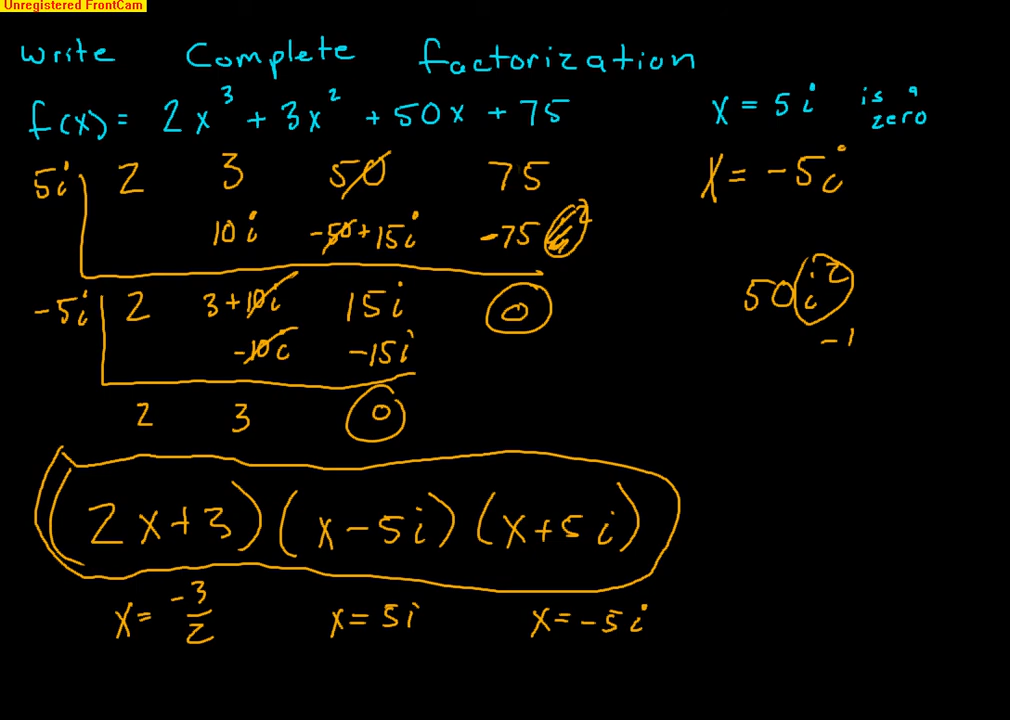 Unregistered FrontCam
Write Complete factorization
f(x) = 2x³ + 3x² + 50x + 75
x = 5i is a zero
x = -5i
5i 2 3 50 75
10i -50+15i -75
50i²
-1
-5i 2 3+10i 15i 0
-10i -15i
2 3 0
(2x+3)(x-5i)(x+5i)
x = -3/2 x = 5i x = -5i